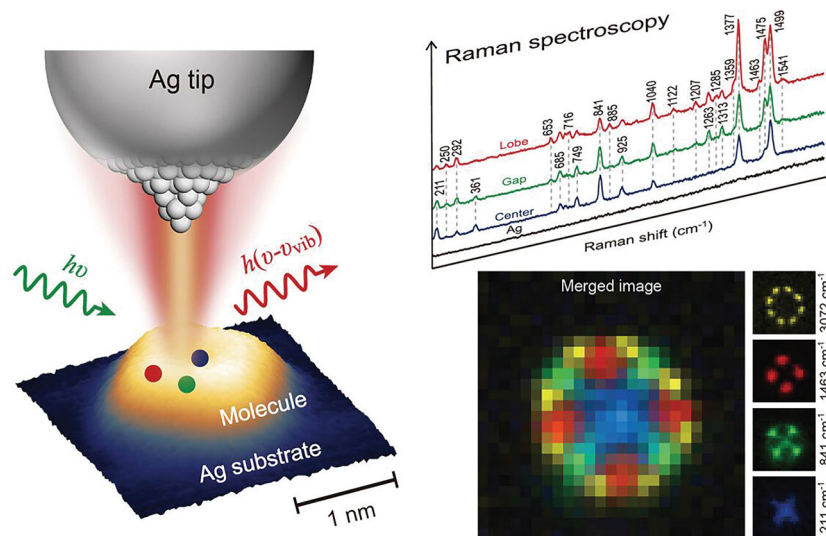 Ag tip
hν
h(ν-νvib)
Molecule
Ag substrate
1 nm
Raman spectroscopy
211
250
292
361
653
685
716
749
841
885
925
1040
1122
1207
1263
1285
1313
1359
1377
1463
1475
1499
1541
Lobe
Gap
Center
Ag
Raman shift (cm-1)
Merged image
3072 cm-1
1463 cm-1
841 cm-1
211 cm-1